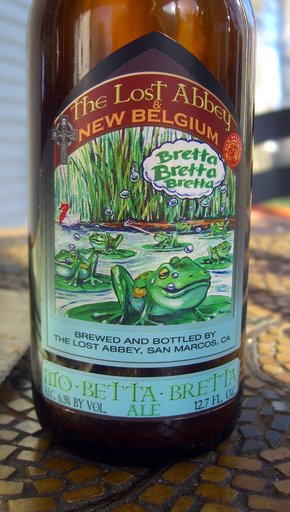 The Lost Abbey
&
NEW BELGIUM
Bretta
Bretta
Bretta
BREWED AND BOTTLED BY
THE LOST ABBEY, SAN MARCOS, CA
MO·BETTA·BRETTA
ALC. 6.3% BY VOL. ALE 12.7 FL. OZ.